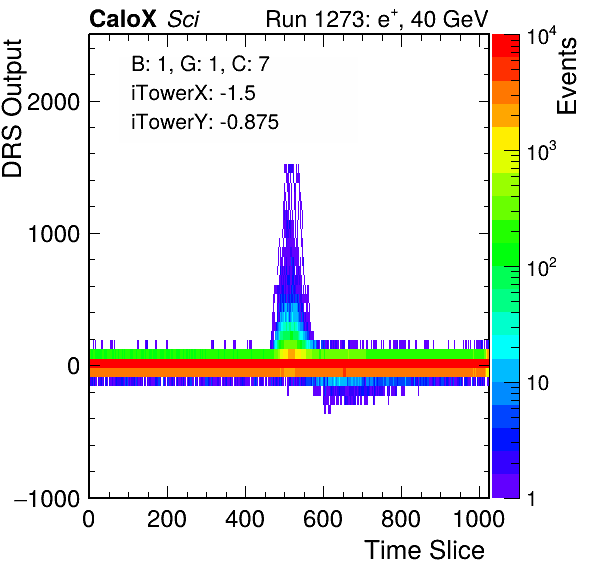 CaloX Sci Run 1273: e⁺, 40 GeV
B: 1, G: 1, C: 7
iTowerX: -1.5
iTowerY: -0.875
DRS Output
2000
1000
0
−1000
0 200 400 600 800 1000
Time Slice
Events
10⁴
10³
10²
10
1